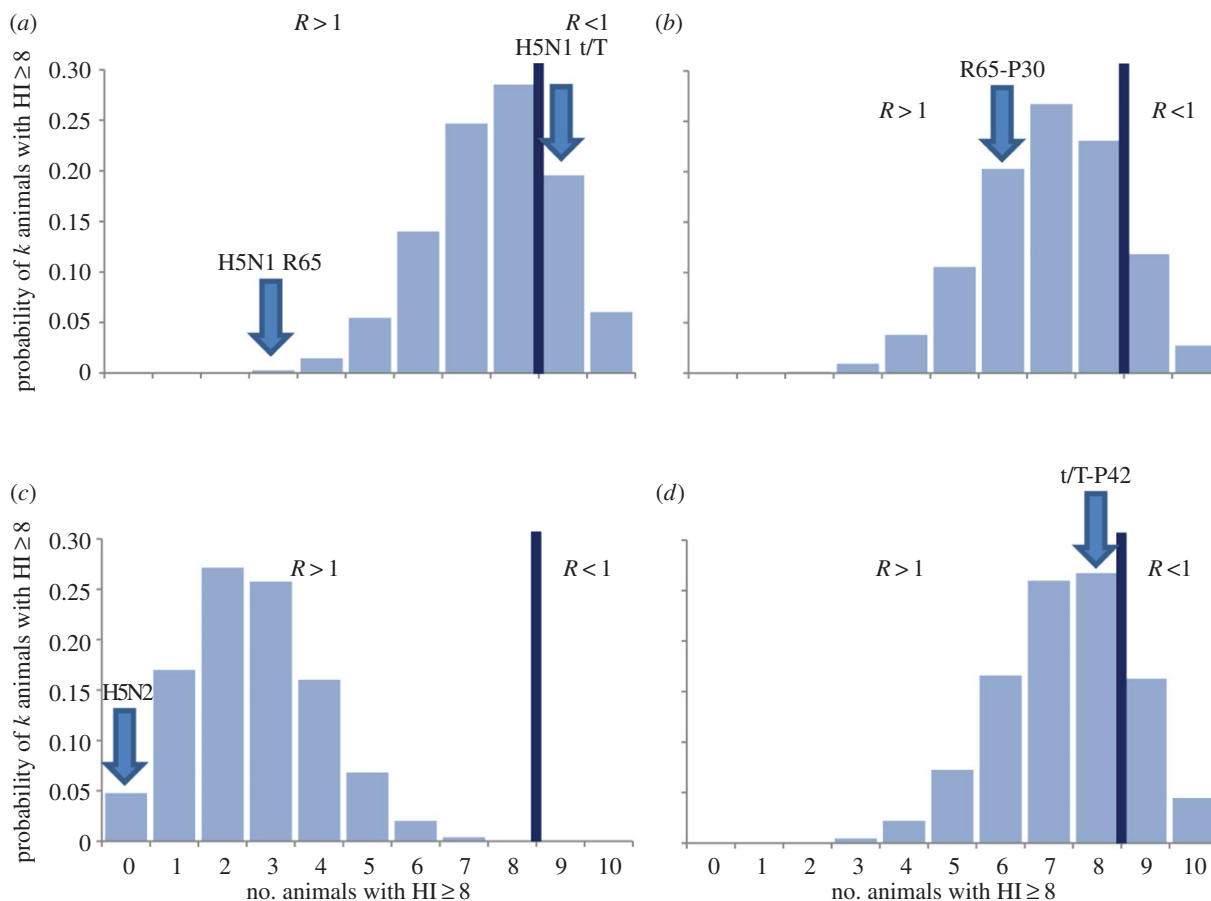 (a)
R > 1
R <1
H5N1 t/T
0.30
0.25
0.20
0.15
0.10
0.05
0
H5N1 R65
probability of k animals with HI ≥ 8
(b)
R65-P30
R > 1
R <1
(c)
0.30
0.25
0.20
0.15
0.10
0.05
0
R > 1
R < 1
H5N2
probability of k animals with HI ≥ 8
0 1 2 3 4 5 6 7 8 9 10
no. animals with HI ≥ 8
(d)
t/T-P42
R > 1
R <1
0 1 2 3 4 5 6 7 8 9 10
no. animals with HI ≥ 8